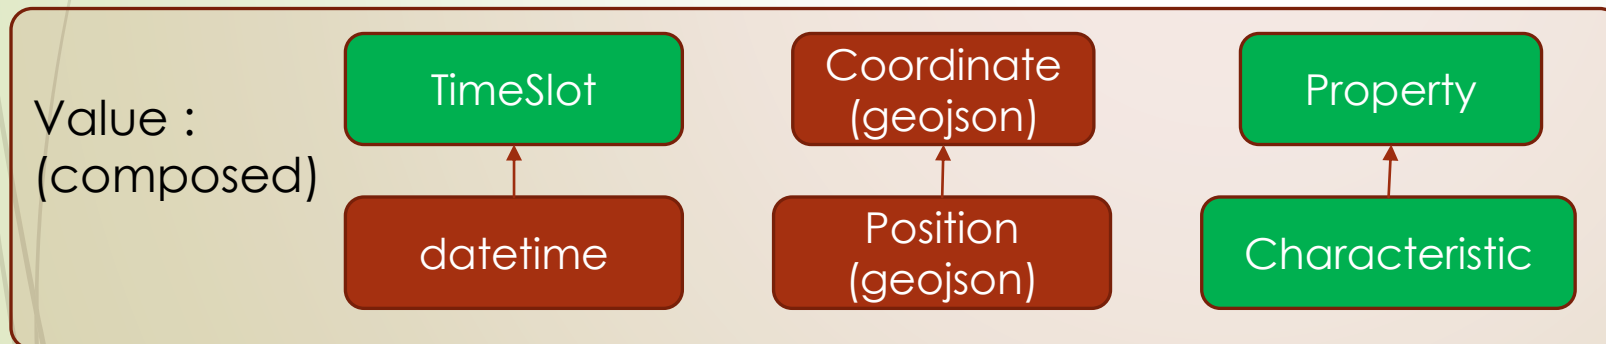 Value :
(composed)
TimeSlot
datetime
Coordinate
(geojson)
Position
(geojson)
Property
Characteristic